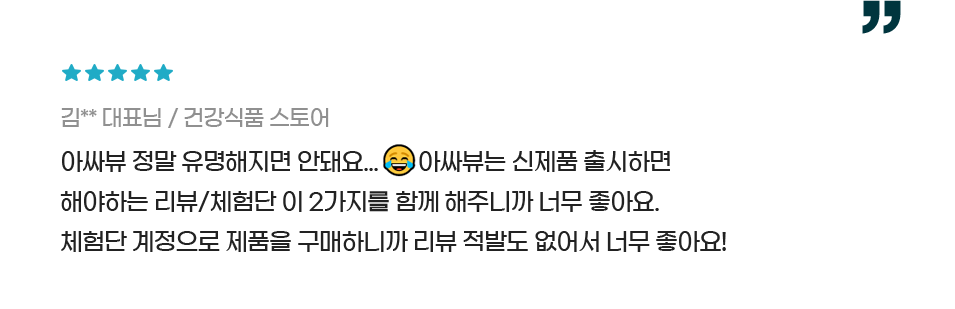 ”
김** 대표님 / 건강식품 스토어
아싸뷰 정말 유명해지면 안돼요...😂아싸뷰는 신제품 출시하면
해야하는 리뷰/체험단 이 2가지를 함께 해주니까 너무 좋아요.
체험단 계정으로 제품을 구매하니까 리뷰 적발도 없어서 너무 좋아요!